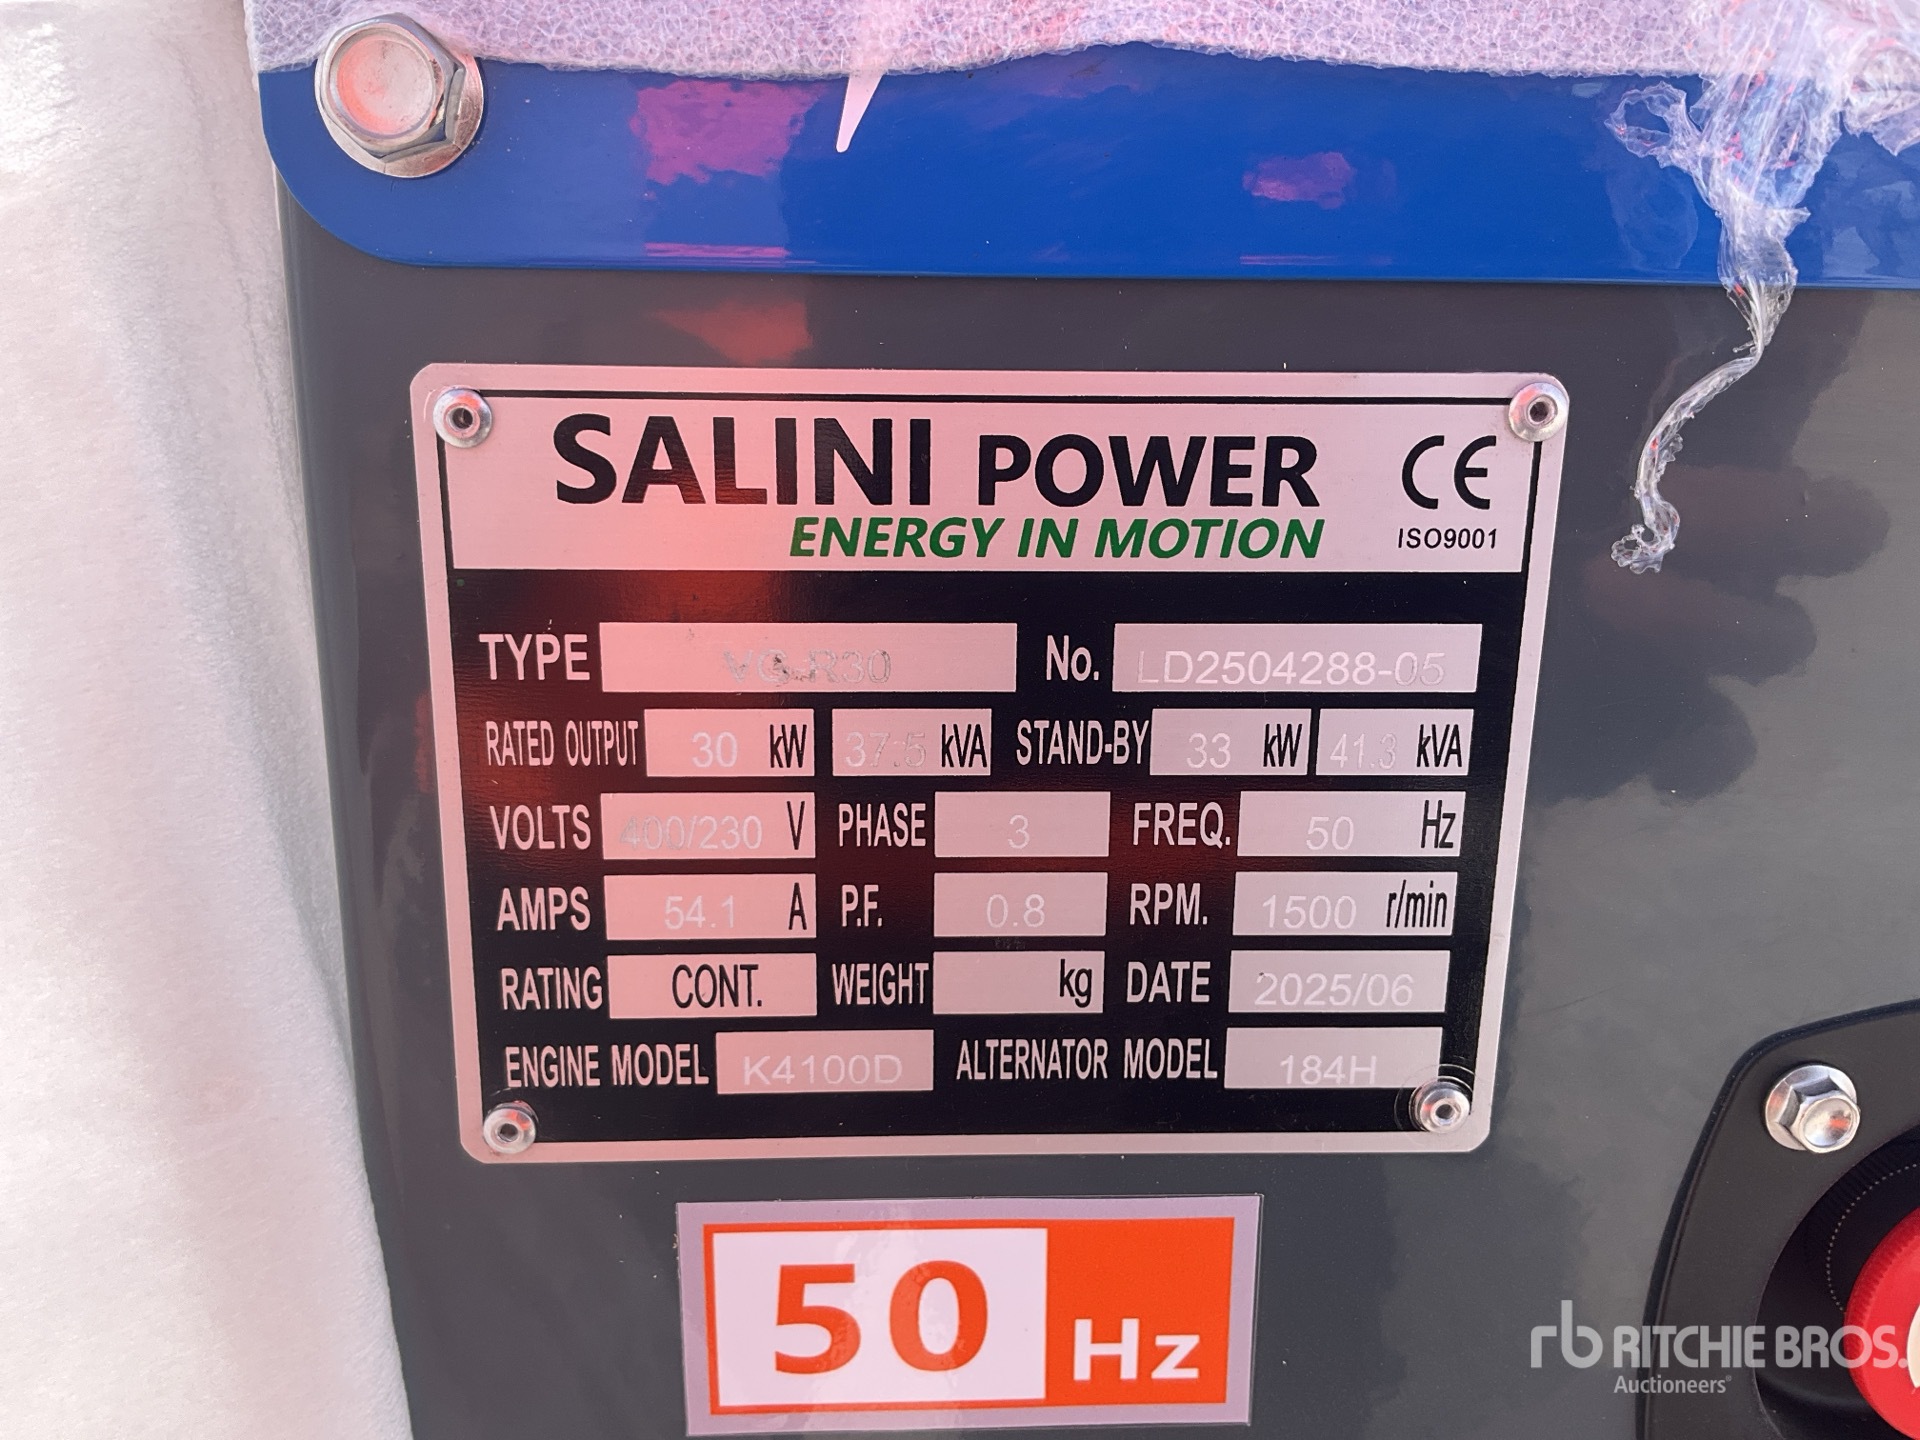 SALINI POWER CE
ENERGY IN MOTION ISO9001
TYPE VG-R30 No. LD2504288-05
RATED OUTPUT 30 kW 37.5 kVA STAND-BY 33 kW 41.3 kVA
VOLTS 400/230 V PHASE 3 FREQ. 50 Hz
AMPS 54.1 A P.F. 0.8 RPM. 1500 r/min
RATING CONT. WEIGHT kg DATE 2025/06
ENGINE MODEL K4100D ALTERNATOR MODEL 184H
50 Hz
rb RITCHIE BROS.
Auctioneers